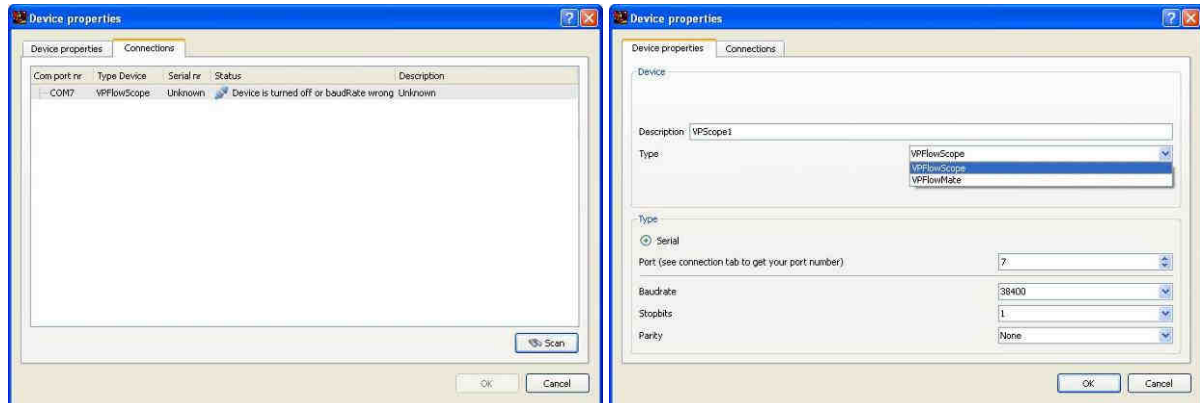 Device properties
Device properties Connections
Com port nr Type Device Serial nr Status Description
COM7 VPFlowScope Unknown Device is turned off or baudRate wrong Unknown
Scan
OK Cancel
Device properties
Device properties Connections
Device
Description VPScope1
Type VPFlowScope
VPFlowScope
VPFlowMate
Type
Serial
Port (see connection tab to get your port number) 7
Baudrate 38400
Stopbits 1
Parity None
OK Cancel